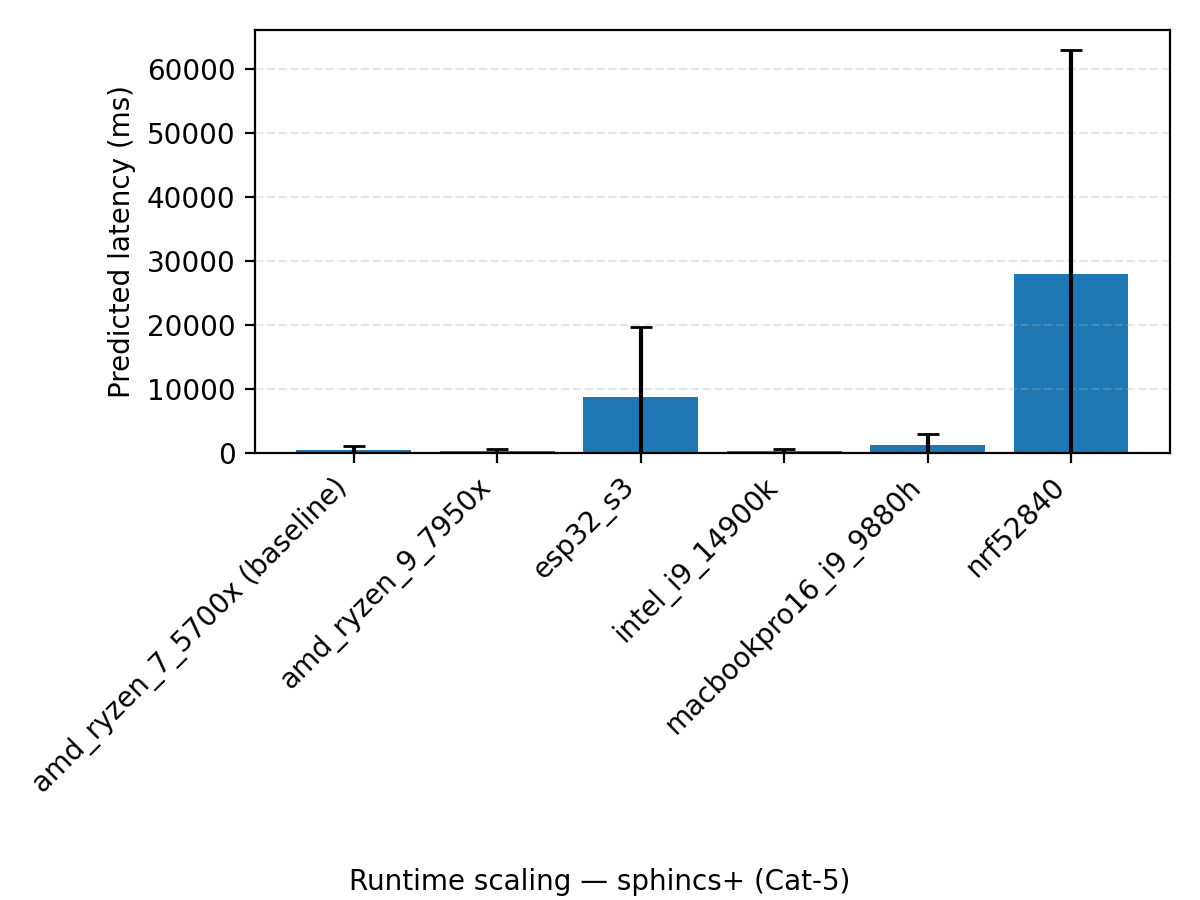 Predicted latency (ms)
60000
50000
40000
30000
20000
10000
0
amd_ryzen_7_5700x (baseline)
amd_ryzen_9_7950x
esp32_s3
intel_i9_14900k
macbookpro16_i9_9880h
nrf52840
Runtime scaling — sphincs+ (Cat-5)